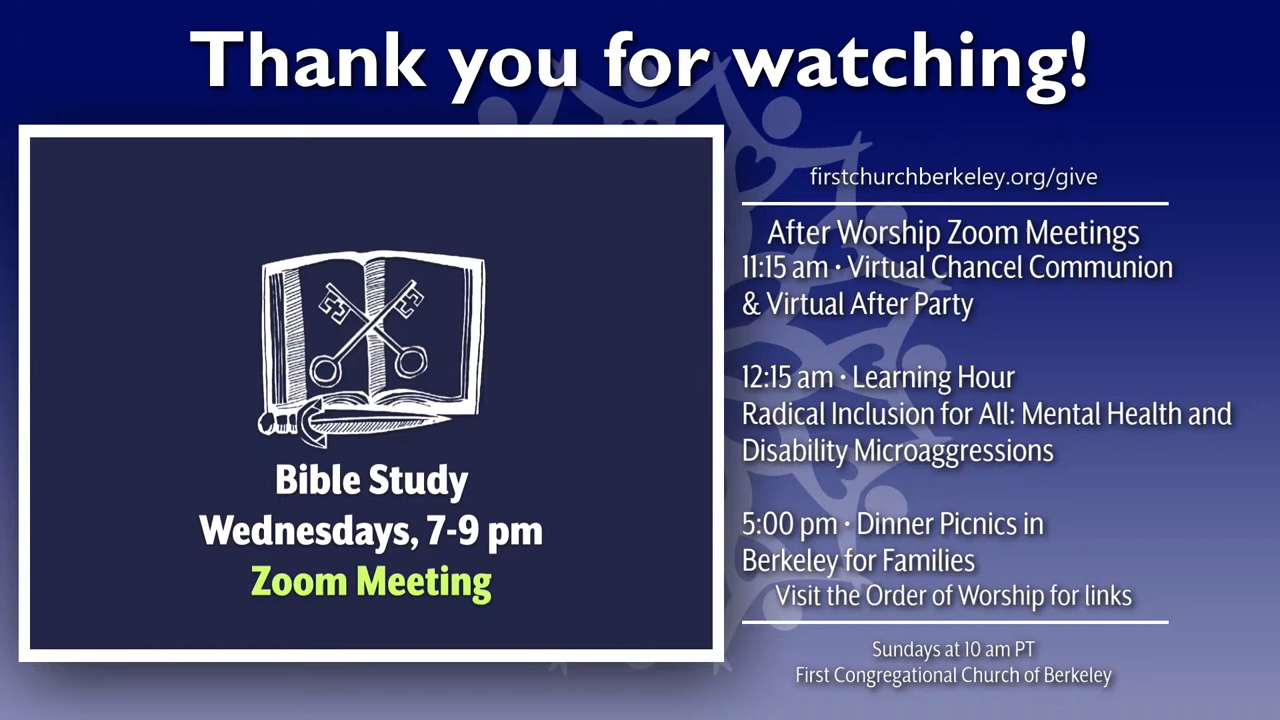 Thank you for watching!
Bible Study
Wednesdays, 7-9 pm
Zoom Meeting
firstchurchberkeley.org/give
After Worship Zoom Meetings
11:15 am · Virtual Chancel Communion
& Virtual After Party
12:15 am · Learning Hour
Radical Inclusion for All: Mental Health and
Disability Microaggressions
5:00 pm · Dinner Picnics in
Berkeley for Families
Visit the Order of Worship for links
Sundays at 10 am PT
First Congregational Church of Berkeley